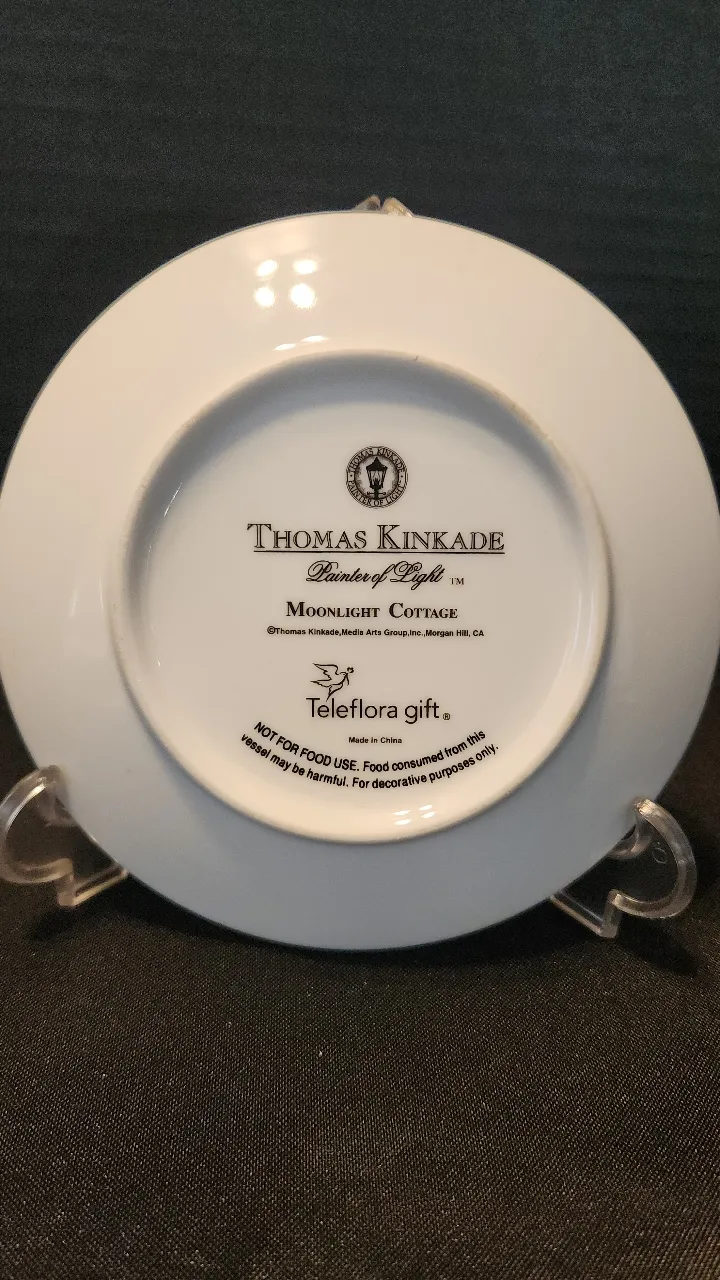 THOMAS KINKADE
PAINTER OF LIGHT
THOMAS KINKADE
Painter of Light ™
MOONLIGHT COTTAGE
©Thomas Kinkade,Media Arts Group,Inc.,Morgan Hill, CA
Teleflora gift®
Made in China
NOT FOR FOOD USE. Food consumed from this
vessel may be harmful. For decorative purposes only.